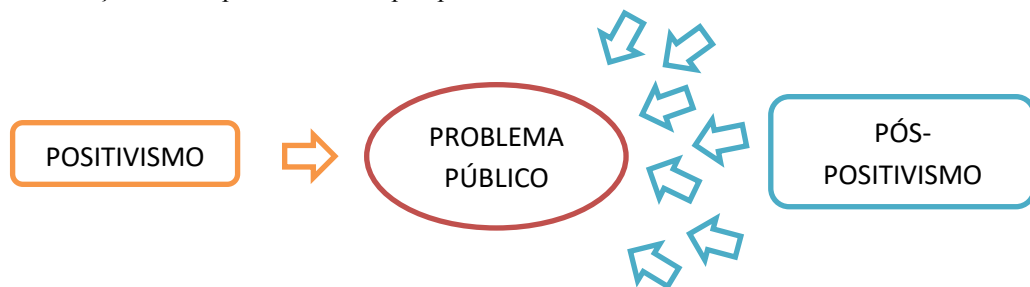 POSITIVISMO
PROBLEMA
PÚBLICO
PÓS-
POSITIVISMO